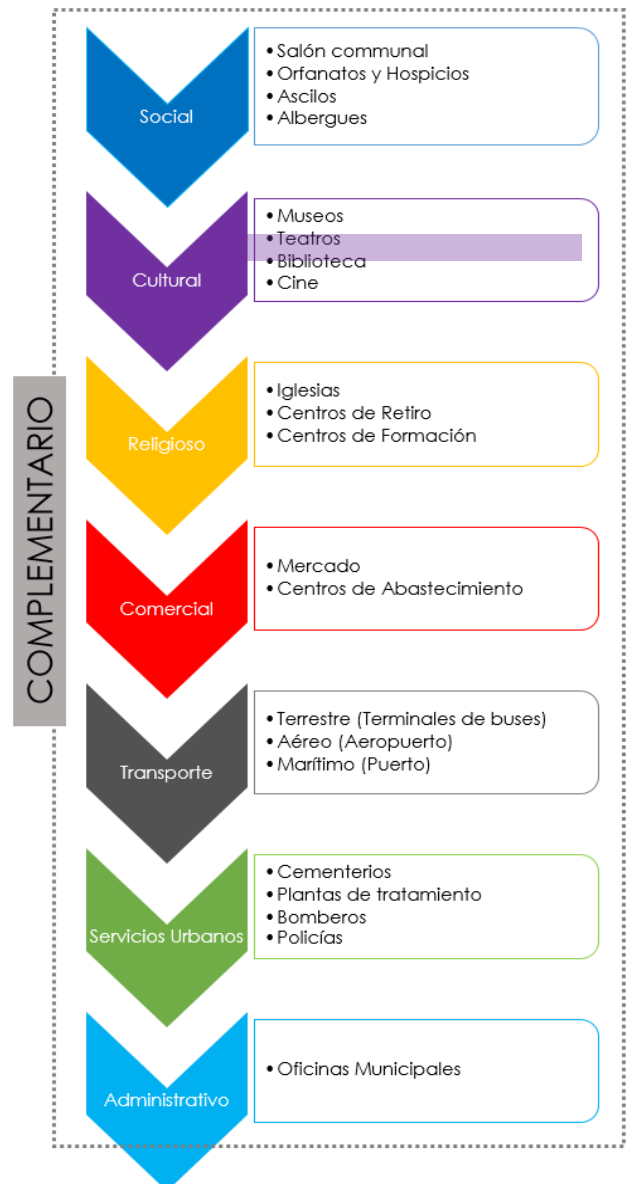 COMPLEMENTARIO
Social
• Salón communal
• Orfanatos y Hospicios
• Ascilos
• Albergues
Cultural
• Museos
• Teatros
• Biblioteca
• Cine
Religioso
• Iglesias
• Centros de Retiro
• Centros de Formación
Comercial
• Mercado
• Centros de Abastecimiento
Transporte
• Terrestre (Terminales de buses)
• Aéreo (Aeropuerto)
• Marítimo (Puerto)
Servicios Urbanos
• Cementerios
• Plantas de tratamiento
• Bomberos
• Policías
Administrativo
• Oficinas Municipales